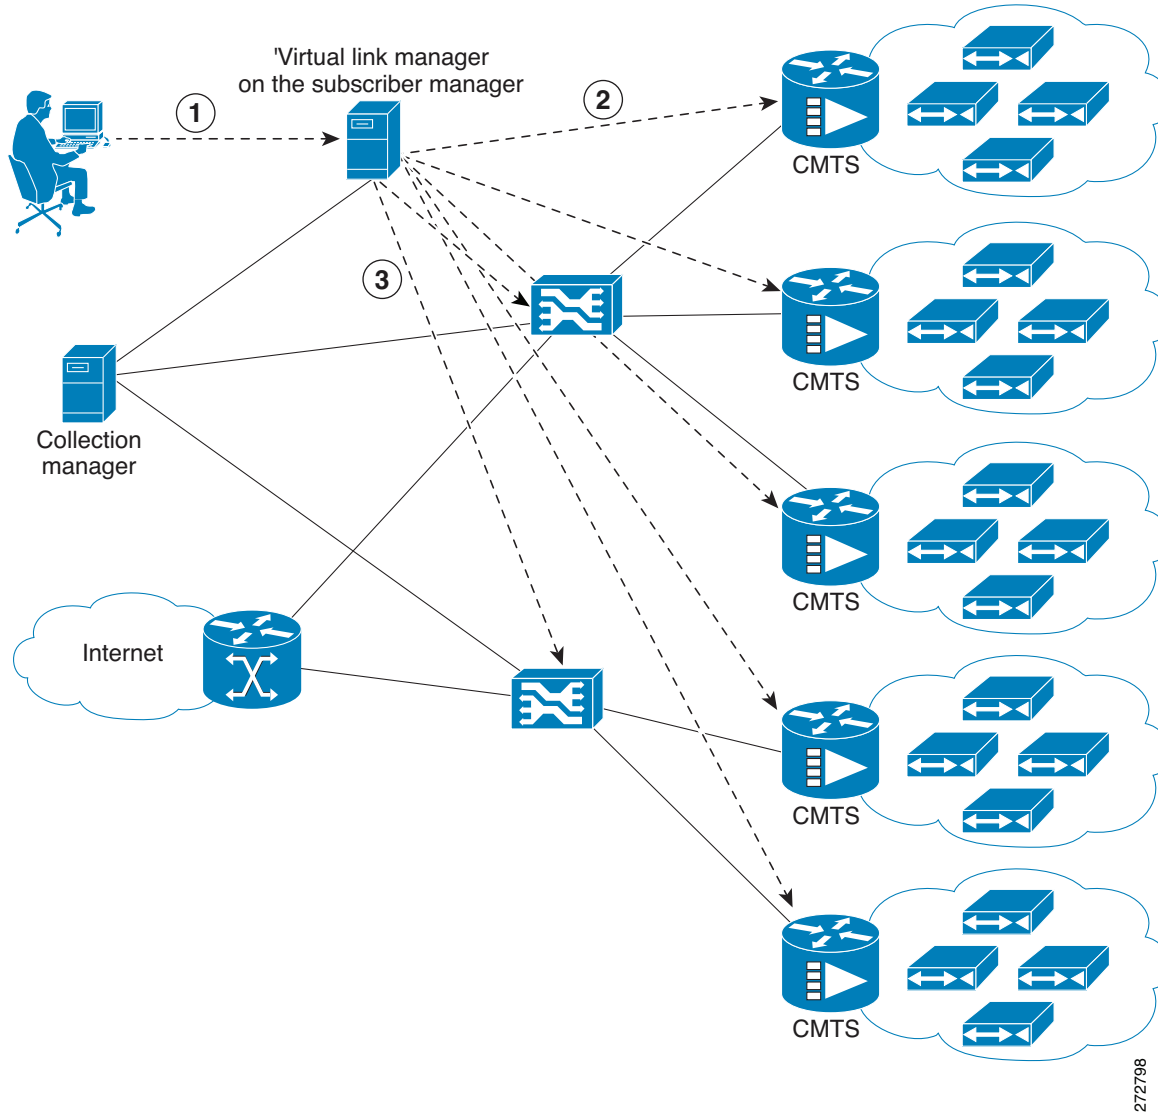 'Virtual link manager
on the subscriber manager
1
2
CMTS
3
CMTS
Collection
manager
CMTS
Internet
CMTS
CMTS
272798